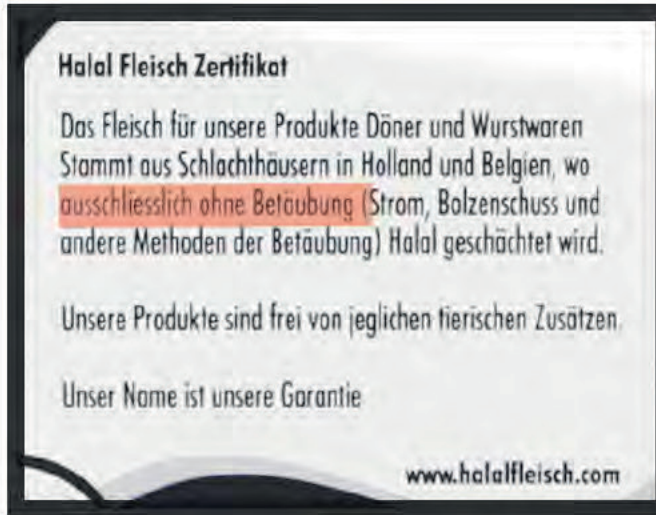 Halal Fleisch Zertifikat
Das Fleisch für unsere Produkte Döner und Wurstwaren
Stammt aus Schlachthäusern in Holland und Belgien, wo
ausschliesslich ohne Betäubung (Strom, Bolzenschuss und
andere Methoden der Betäubung) Halal geschächtet wird.
Unsere Produkte sind frei von jeglichen tierischen Zusätzen.
Unser Name ist unsere Garantie
www.halalfleisch.com